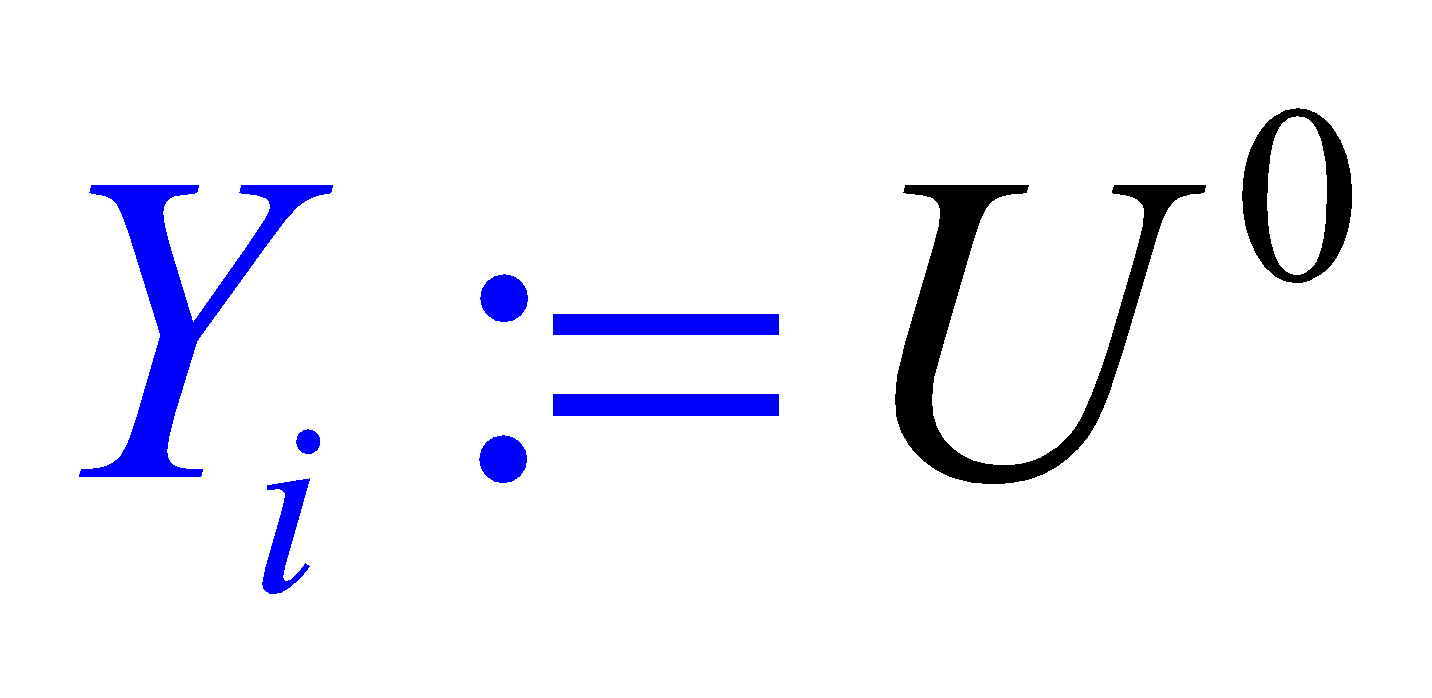 Yᵢ := U⁰